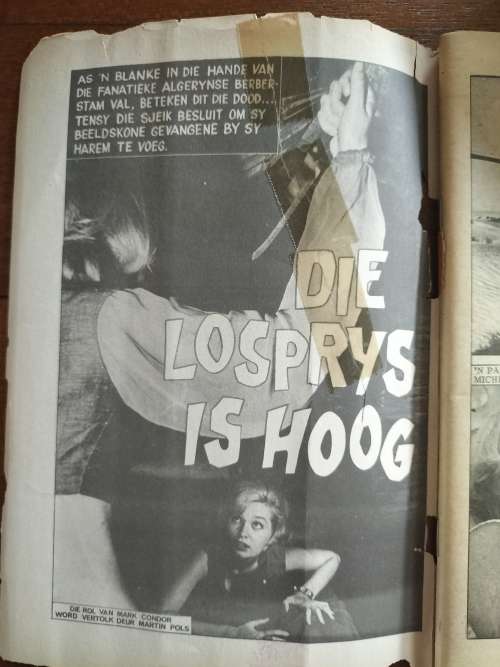 AS 'N BLANKE IN DIE HANDE VAN
DIE FANATIEKE ALGERYNSE BERBER-
STAM VAL, BETEKEN DIT DIE DOOD...
TENSY DIE SJEIK BESLUIT OM SY
BEELDSKONE GEVANGENE BY SY
HAREM TE VOEG.
DIE
LOSPRYS
IS HOOG
DIE ROL VAN MARK CONDOR
WORD VERTOLK DEUR MARTIN POLS
'N PA
MICHE